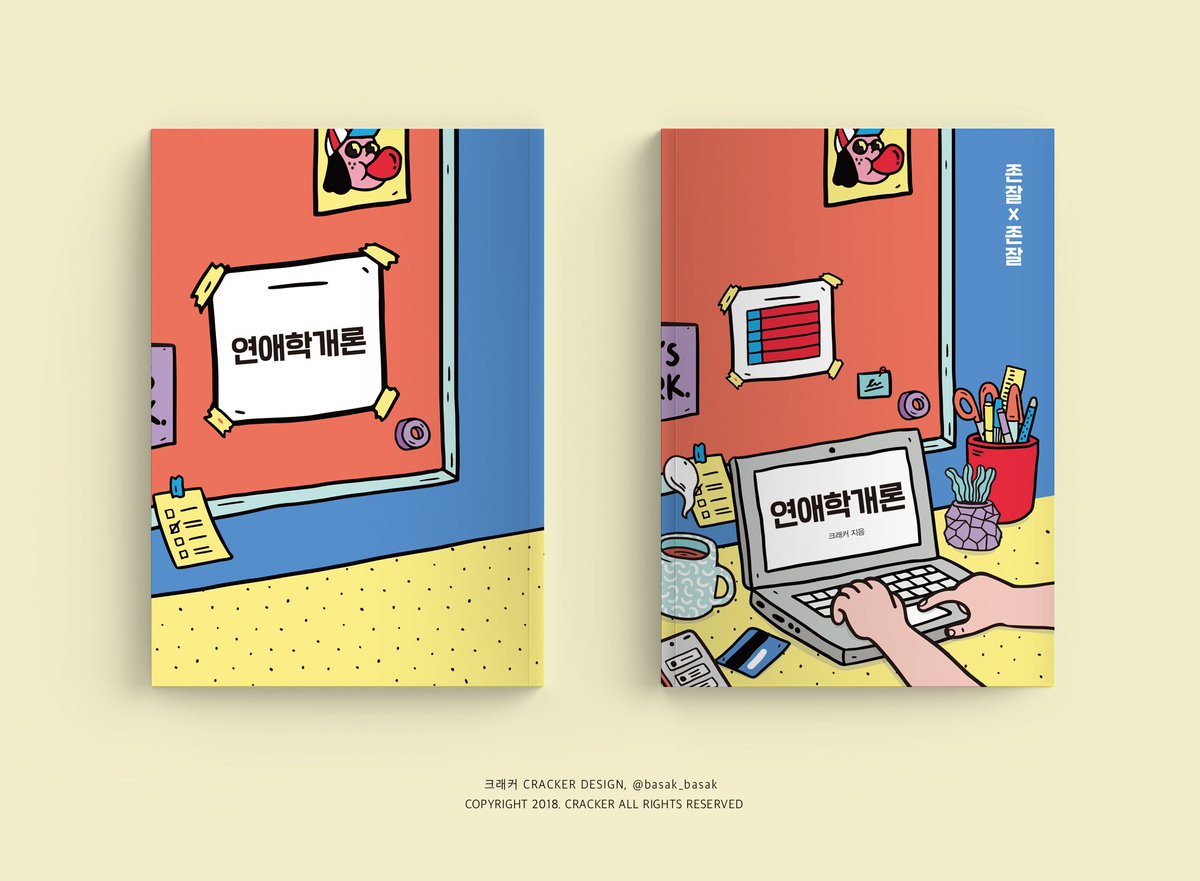 연애학개론
K.
존잘 X 존잘
'S
RK.
연애학개론
크래커 지음
크래커 CRACKER DESIGN, @basak_basak
COPYRIGHT 2018. CRACKER ALL RIGHTS RESERVED